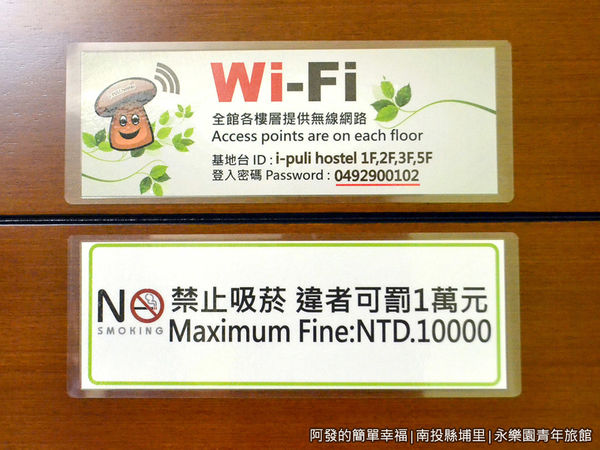 Wi-Fi
全館各樓層提供無線網路
Access points are on each floor
基地台 ID : i-puli hostel 1F,2F,3F,5F
登入密碼 Password : 0492900102
NO SMOKING
禁止吸菸 違者可罰1萬元
Maximum Fine:NTD.10000
阿發的簡單幸福|南投縣埔里|永樂園青年旅館